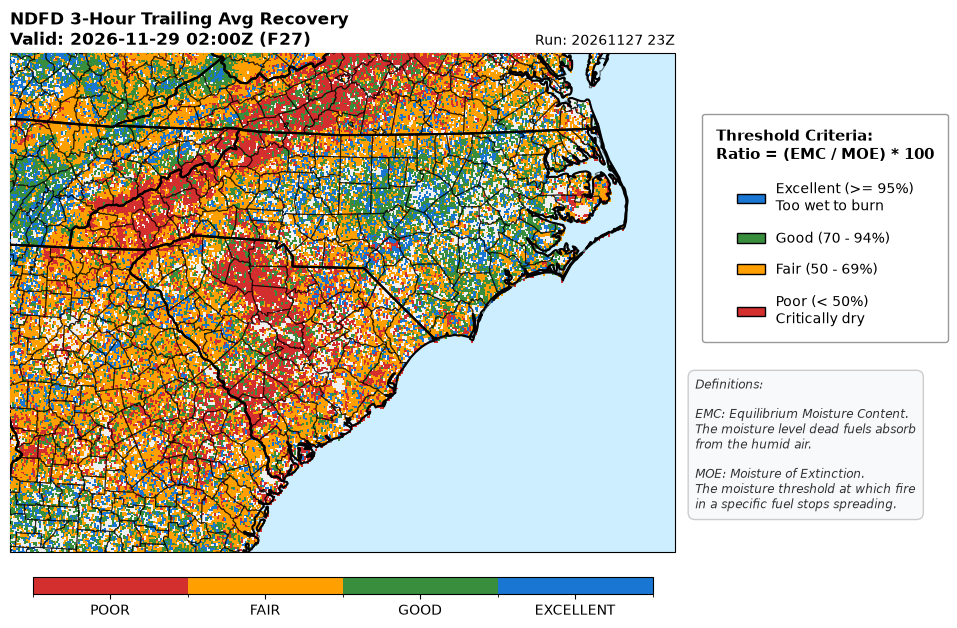 NDFD 3-Hour Trailing Avg Recovery
Valid: 2026-11-29 02:00Z (F27)
Run: 20261127 23Z
Threshold Criteria:
Ratio = (EMC / MOE) * 100
Excellent (>= 95%)
Too wet to burn
Good (70 - 94%)
Fair (50 - 69%)
Poor (< 50%)
Critically dry
Definitions:
EMC: Equilibrium Moisture Content.
The moisture level dead fuels absorb
from the humid air.
MOE: Moisture of Extinction.
The moisture threshold at which fire
in a specific fuel stops spreading.
POOR
FAIR
GOOD
EXCELLENT